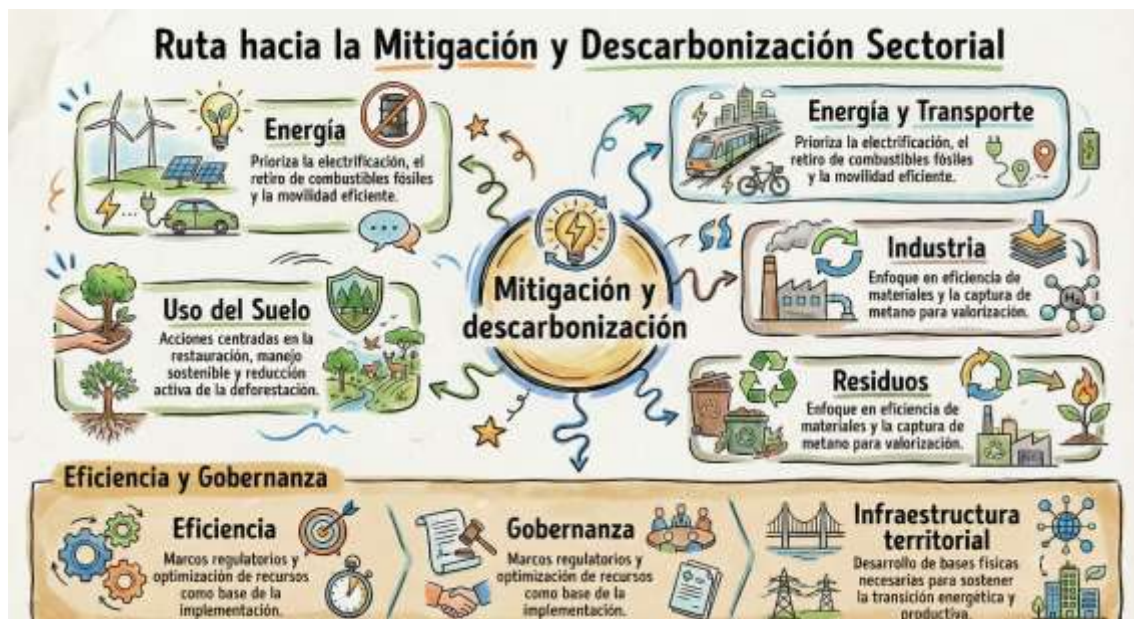 Ruta hacia la Mitigación y Descarbonización Sectorial
Energía
Prioriza la electrificación, el
retiro de combustibles fósiles
y la movilidad eficiente.
Energía y Transporte
Prioriza la electrificación, el
retiro de combustibles fósiles
y la movilidad eficiente.
Mitigación y
descarbonización
Industria
Enfoque en eficiencia de
materiales y la captura de
metano para valorización.
H₂
Uso del Suelo
Acciones centradas en la
restauración, manejo
sostenible y reducción
activa de la deforestación.
Residuos
Enfoque en eficiencia de
materiales y la captura de
metano para valorización.
Eficiencia y Gobernanza
Eficiencia
Marcos regulatorios y
optimización de recursos
como base de la
implementación.
Gobernanza
Marcos regulatorios y
optimización de recursos
como base de la
implementación.
Infraestructura
territorial
Desarrollo de bases físicas
necesarias para sostener
la transición energética y
productiva.